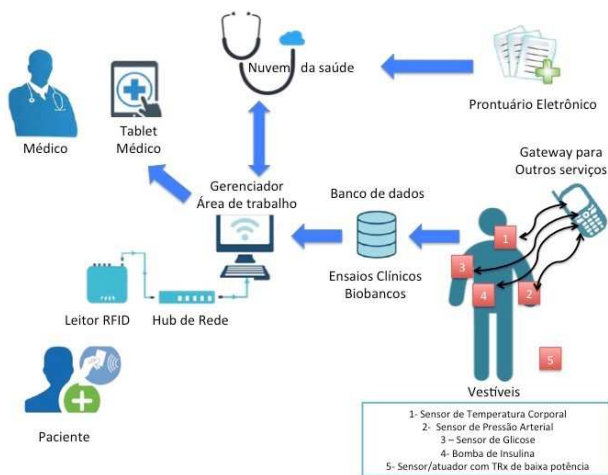 Nuvem da saúde
Prontuário Eletrônico
Médico
Tablet
Médico
Gateway para
Outros serviços
Gerenciador
Área de trabalho
Banco de dados
Ensaios Clínicos
Biobancos
1
3
4
2
5
Leitor RFID
Hub de Rede
Vestíveis
Paciente
1- Sensor de Temperatura Corporal
2- Sensor de Pressão Arterial
3 – Sensor de Glicose
4- Bomba de Insulina
5- Sensor/atuador com TRx de baixa potência